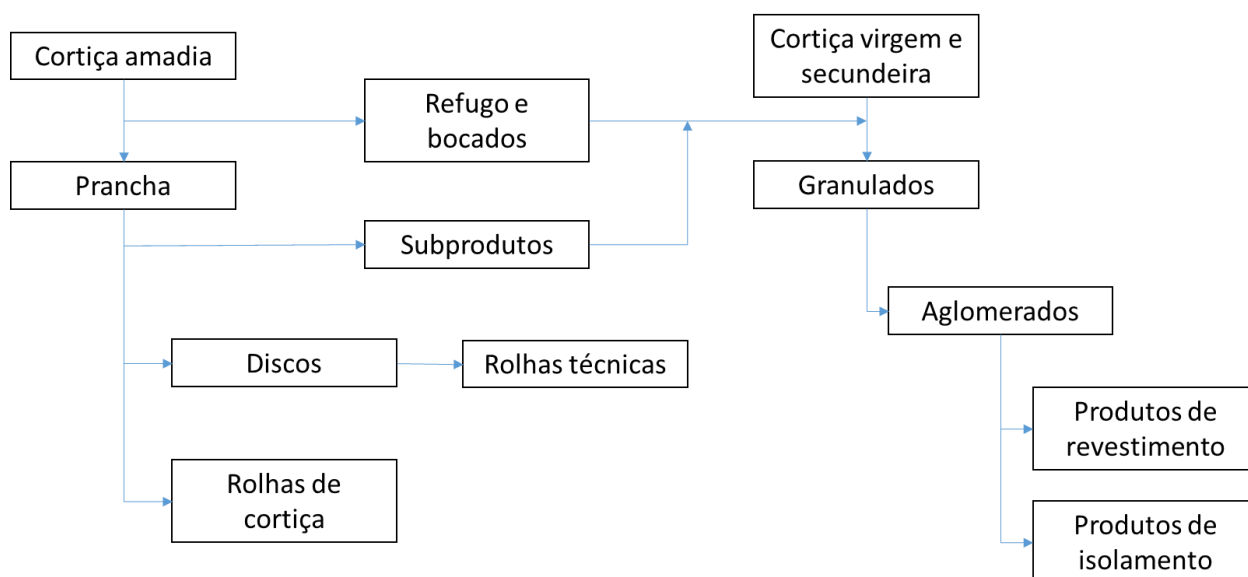 Cortiça amadia
Cortiça virgem e
secundeira
Refugo e
bocados
Prancha
Granulados
Subprodutos
Aglomerados
Discos
Rolhas técnicas
Produtos de
revestimento
Rolhas de
cortiça
Produtos de
isolamento